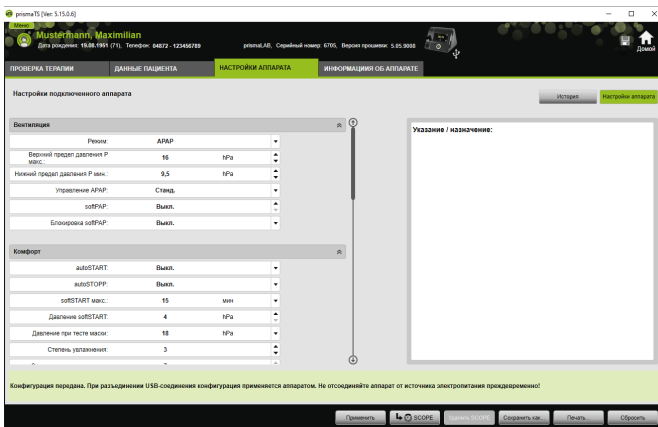 prismaTS [Ver: 5.15.0.6]
Меню
Mustermann, Maximilian
Дата рождения: 19.08.1951 (71), Телефон: 04872 - 123456789
prismaLAB, Серийный номер: 6705, Версия прошивки: 5.05.9008
Домой
ПРОВЕРКА ТЕРАПИИ
ДАННЫЕ ПАЦИЕНТА
НАСТРОЙКИ АППАРАТА
ИНФОРМАЦИИЯ ОБ АППАРАТЕ
Настройки подключенного аппарата
История
Настройки аппарата
Вентиляция
Указание / назначение:
Режим: APAP
Верхний предел давления P
макс.: 16 hPa
Нижний предел давления P мин.: 9,5 hPa
Управление APAP: Станд.
softPAP: Выкл.
Блокировка softPAP: Выкл.
Комфорт
autoSTART: Выкл.
autoSTOPP: Выкл.
softSTART макс.: 15 мин
Давление softSTART: 4 hPa
Давление при тесте маски: 18 hPa
Степень увлажнения: 3
Конфигурация передана. При разъединении USB-соединения конфигурация применяется аппаратом. Не отсоединяйте аппарат от источника электропитания преждевременно!
Применить
SCOPE
Удалить SCOPE
Сохранить как...
Печать...
Сбросить